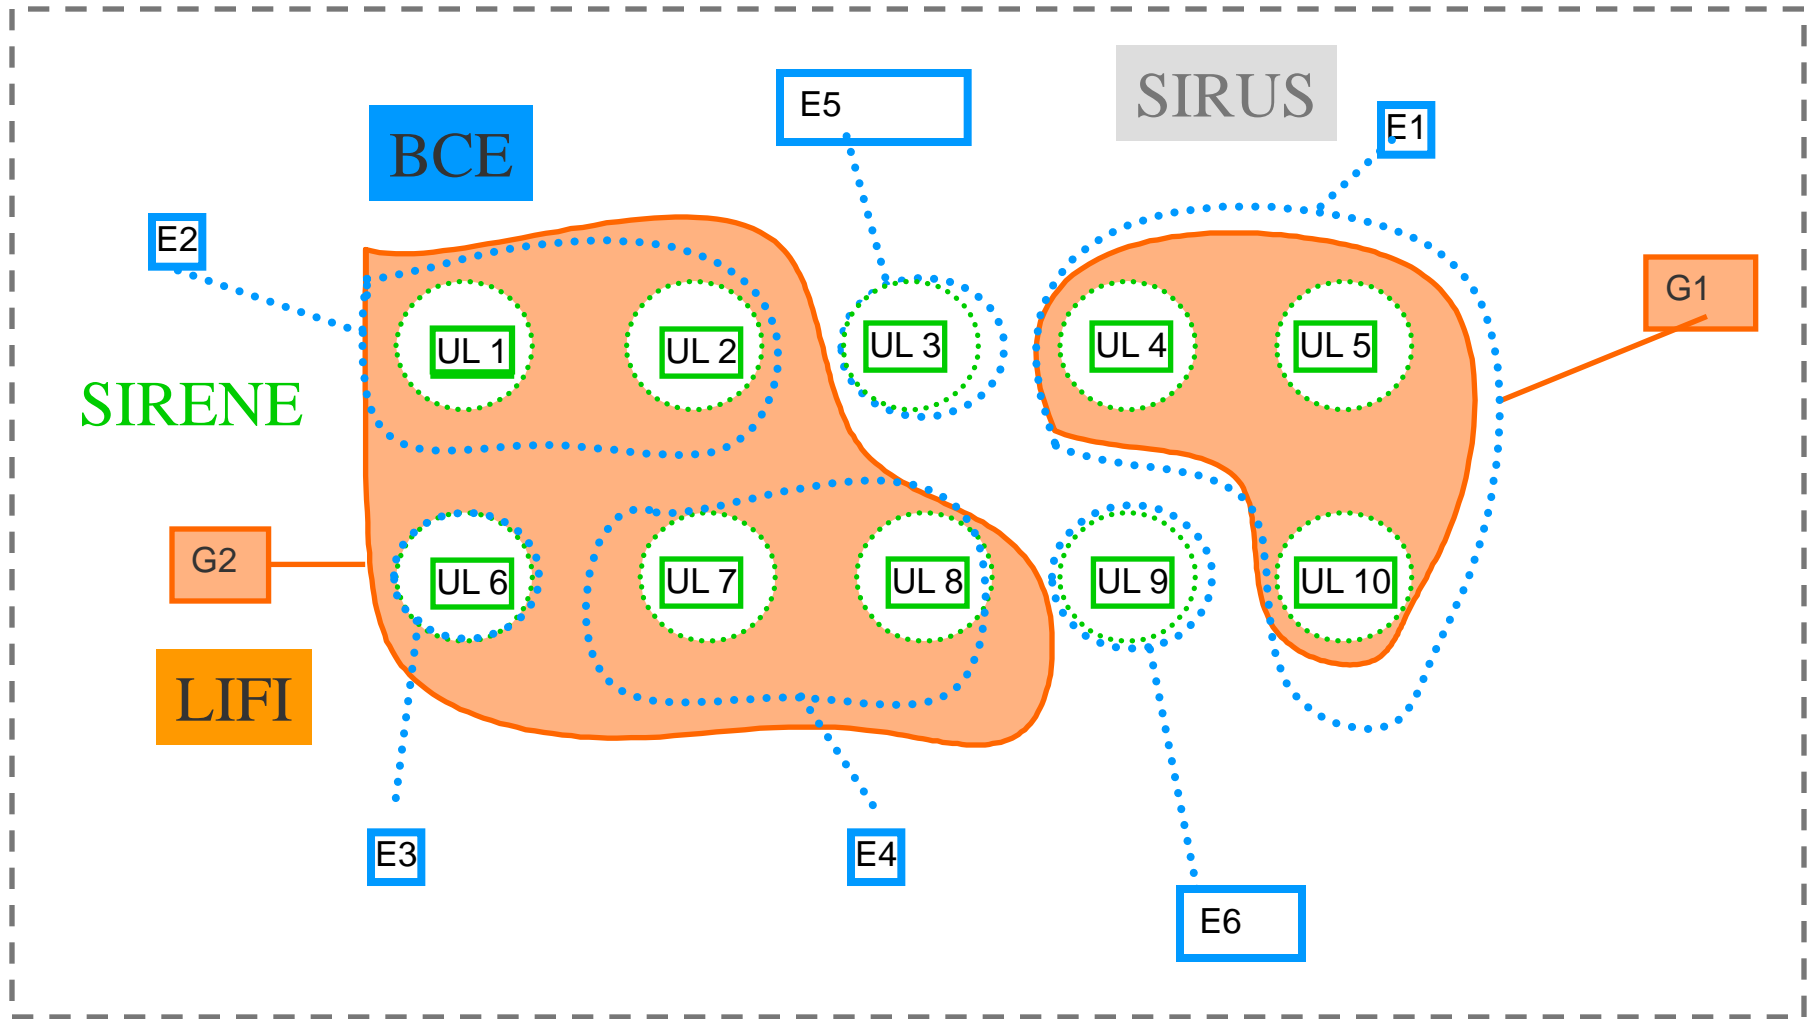 SIRUS
E5
E1
BCE
E2
G1
UL 1
UL 2
UL 3
UL 4
UL 5
SIRENE
G2
UL 6
UL 7
UL 8
UL 9
UL 10
LIFI
E3
E4
E6